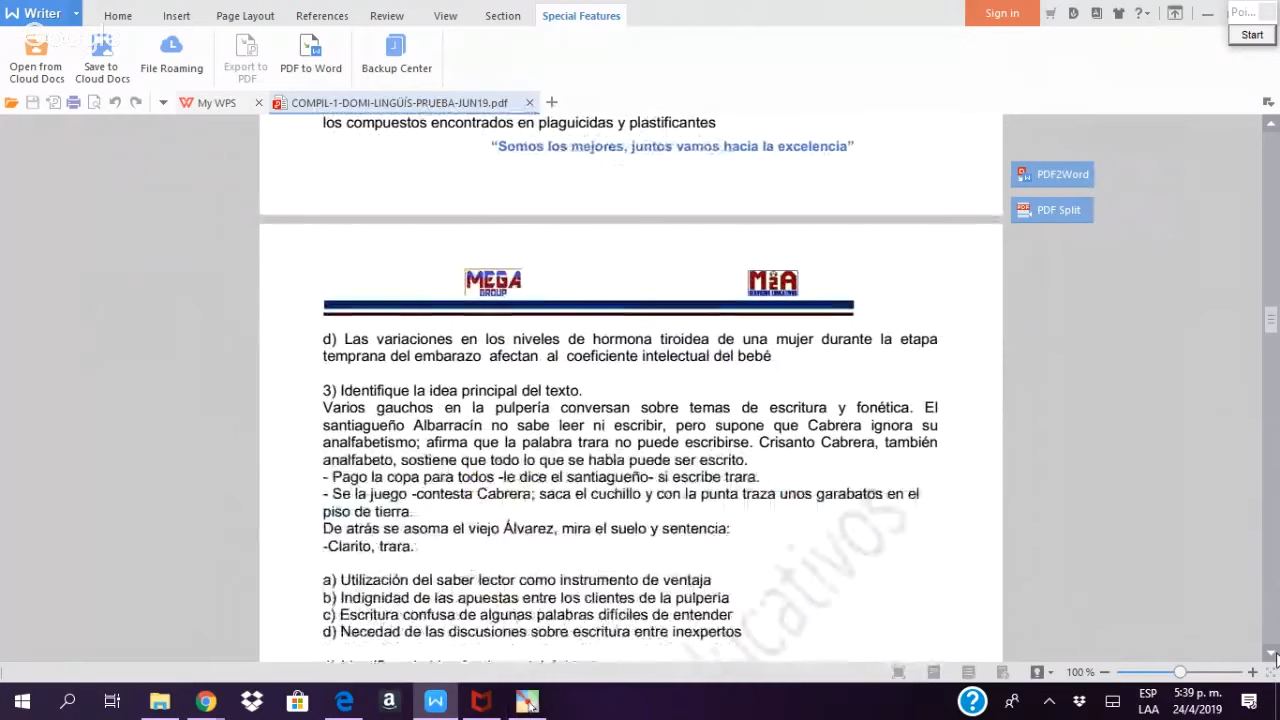 Writer
Home
Insert
Page Layout
References
Review
View
Section
Special Features
Sign in
Poi...
Start
Open from
Cloud Docs
Save to
Cloud Docs
File Roaming
Export to
PDF
PDF to Word
Backup Center
My WPS
COMPIL-1-DOMI-LINGÜÍS-PRUEBA-JUN19.pdf
los compuestos encontrados en plaguicidas y plastificantes
“Somos los mejores, juntos vamos hacia la excelencia”
PDF2Word
PDF Split
MEGA
GROUP
d) Las variaciones en los niveles de hormona tiroidea de una mujer durante la etapa
temprana del embarazo afectan al coeficiente intelectual del bebé
3) Identifique la idea principal del texto.
Varios gauchos en la pulpería conversan sobre temas de escritura y fonética. El
santiagueño Albarracín no sabe leer ni escribir, pero supone que Cabrera ignora su
analfabetismo; afirma que la palabra trara no puede escribirse. Crisanto Cabrera, también
analfabeto, sostiene que todo lo que se habla puede ser escrito.
- Pago la copa para todos -le dice el santiagueño- si escribe trara.
- Se la juego -contesta Cabrera; saca el cuchillo y con la punta traza unos garabatos en el
piso de tierra.
De atrás se asoma el viejo Álvarez, mira el suelo y sentencia:
-Clarito, trara.
a) Utilización del saber lector como instrumento de ventaja
b) Indignidad de las apuestas entre los clientes de la pulpería
c) Escritura confusa de algunas palabras difíciles de entender
d) Necedad de las discusiones sobre escritura entre inexpertos
ucativos
100 %
ESP
LAA
5:39 p. m.
24/4/2019